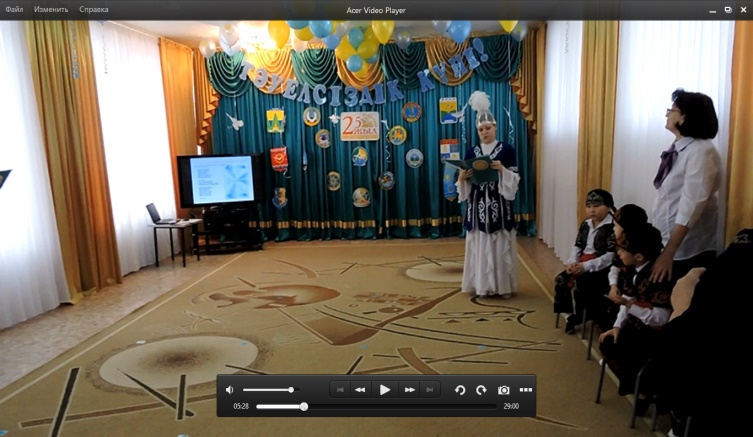 Файл Изменить Справка
Acer Video Player
ТӘУЕЛСІЗДІК КҮНІ!
25
ЖЫЛ
05:28
29:00